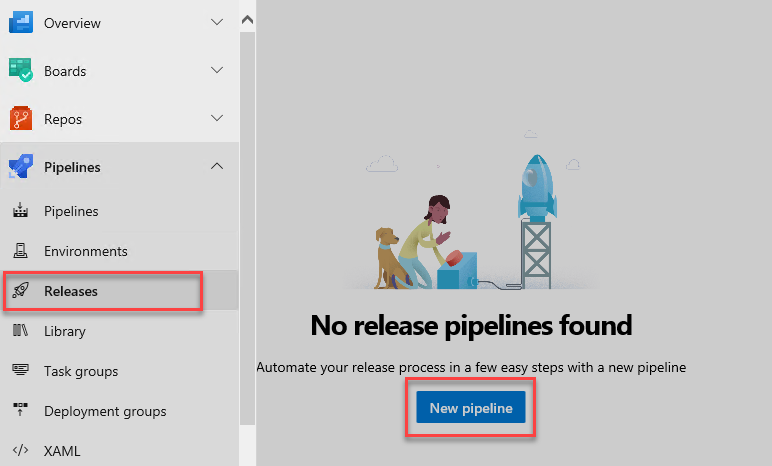 Overview
Boards
Repos
Pipelines
Pipelines
Environments
Releases
Library
Task groups
Deployment groups
XAML
No release pipelines found
Automate your release process in a few easy steps with a new pipeline
New pipeline